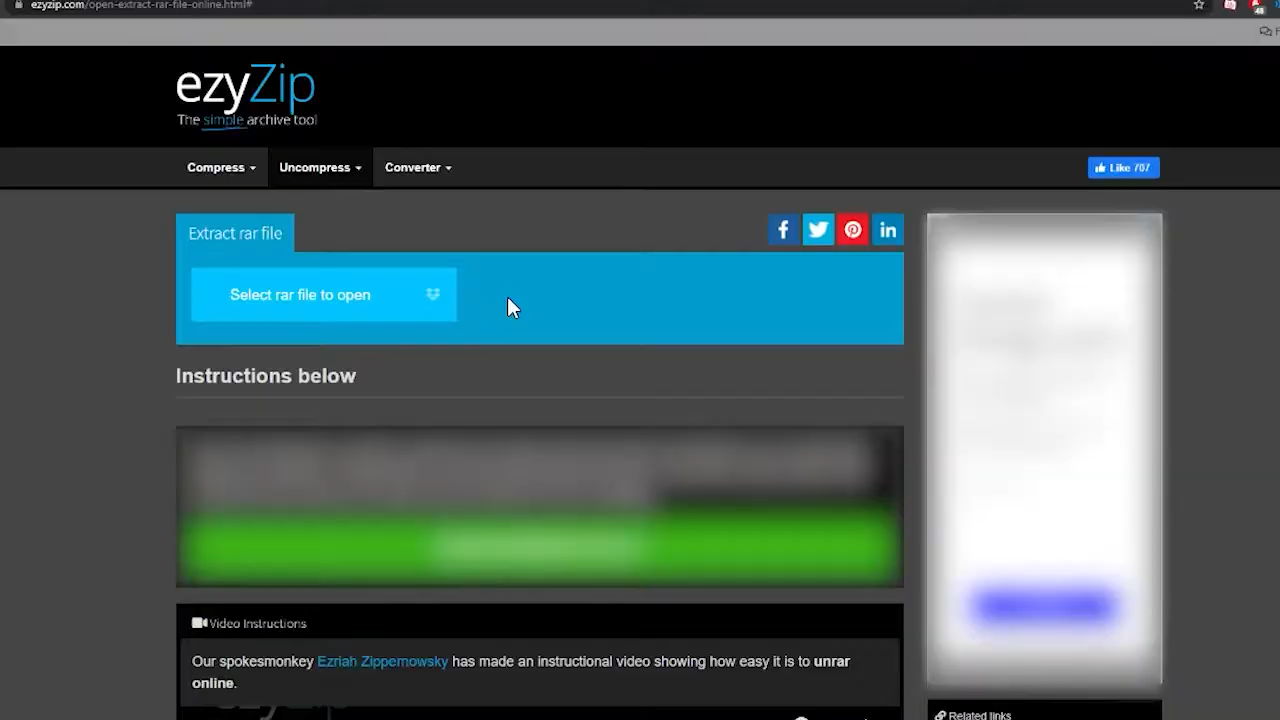 ezyzip.com/open-extract-rar-file-online.html#
48
ezyZip
The simple archive tool
Compress
Uncompress
Converter
Like 707
Extract rar file
Select rar file to open
Instructions below
Video Instructions
Our spokesmonkey Ezriah Zippernowsky has made an instructional video showing how easy it is to unrar
online.
Related links